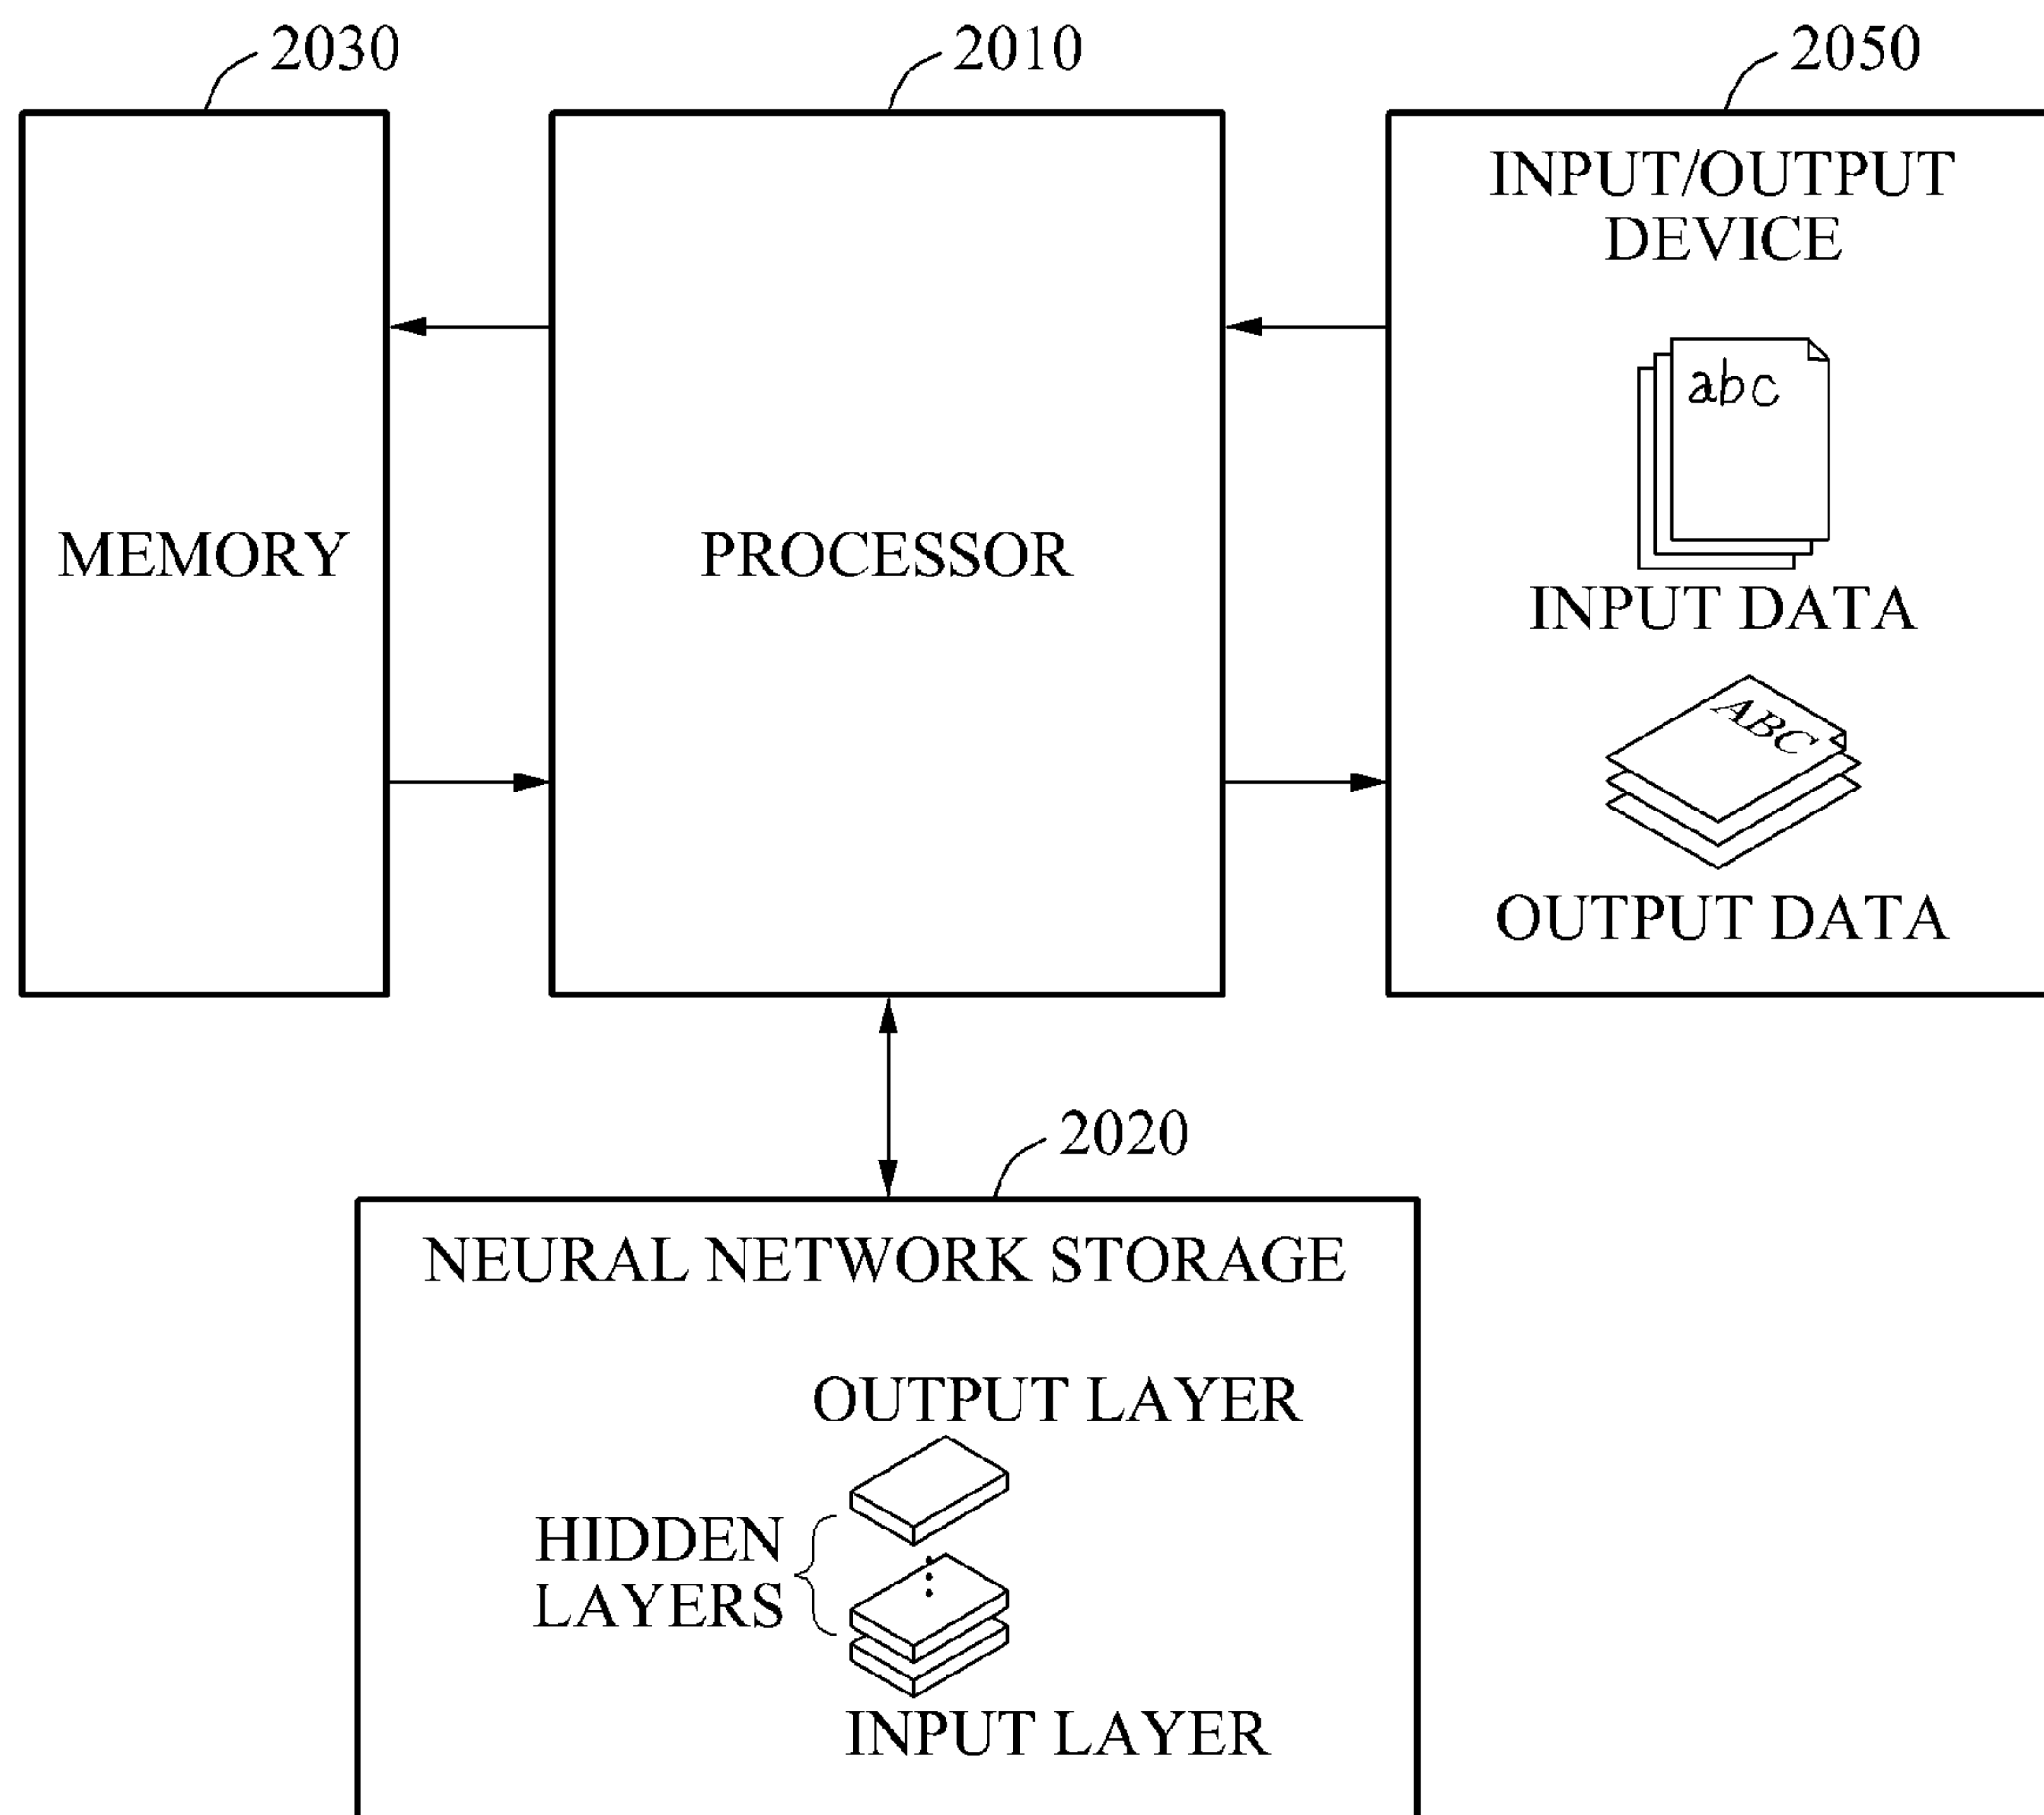 2030
2010
2050
MEMORY
PROCESSOR
INPUT/OUTPUT
DEVICE
abc
INPUT DATA
ABC
OUTPUT DATA
2020
NEURAL NETWORK STORAGE
OUTPUT LAYER
HIDDEN
LAYERS
INPUT LAYER